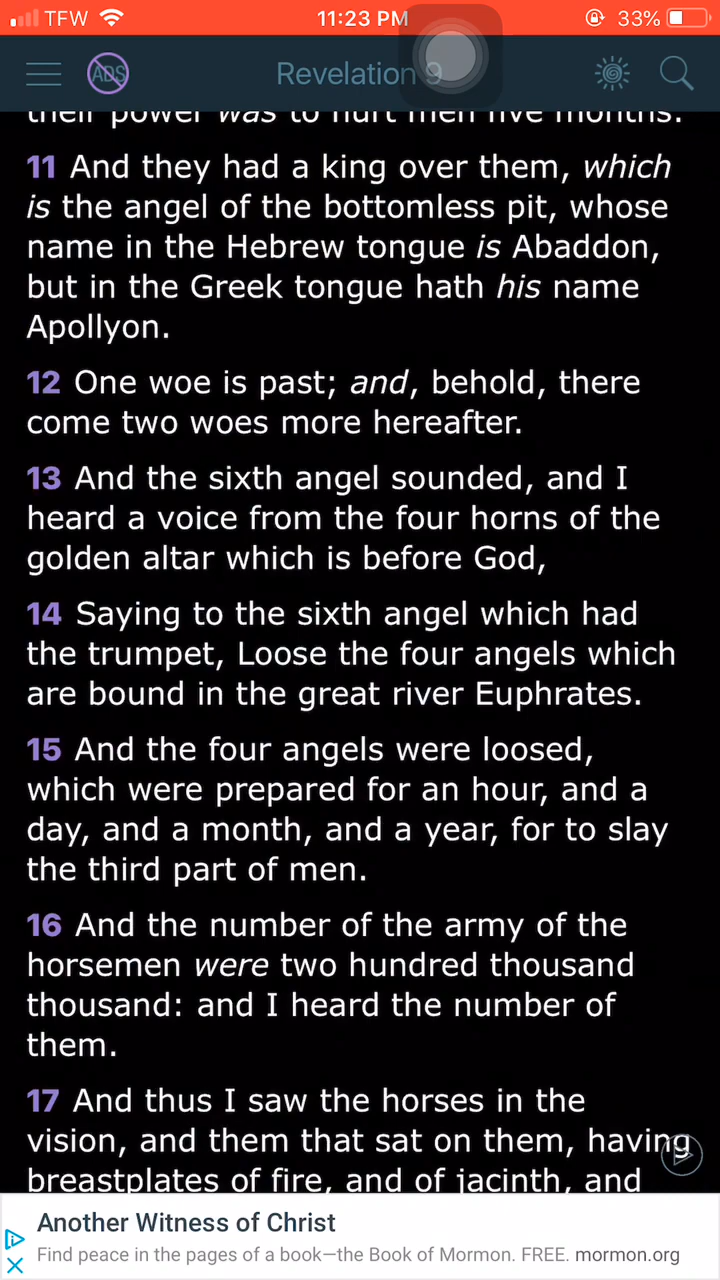 TFW 11:23 PM 33%
ADS Revelation 9
their power was to hurt men five months.
11 And they had a king over them, which
is the angel of the bottomless pit, whose
name in the Hebrew tongue is Abaddon,
but in the Greek tongue hath his name
Apollyon.
12 One woe is past; and, behold, there
come two woes more hereafter.
13 And the sixth angel sounded, and I
heard a voice from the four horns of the
golden altar which is before God,
14 Saying to the sixth angel which had
the trumpet, Loose the four angels which
are bound in the great river Euphrates.
15 And the four angels were loosed,
which were prepared for an hour, and a
day, and a month, and a year, for to slay
the third part of men.
16 And the number of the army of the
horsemen were two hundred thousand
thousand: and I heard the number of
them.
17 And thus I saw the horses in the
vision, and them that sat on them, having
breastplates of fire, and of jacinth, and
Another Witness of Christ
Find peace in the pages of a book—the Book of Mormon. FREE. mormon.org